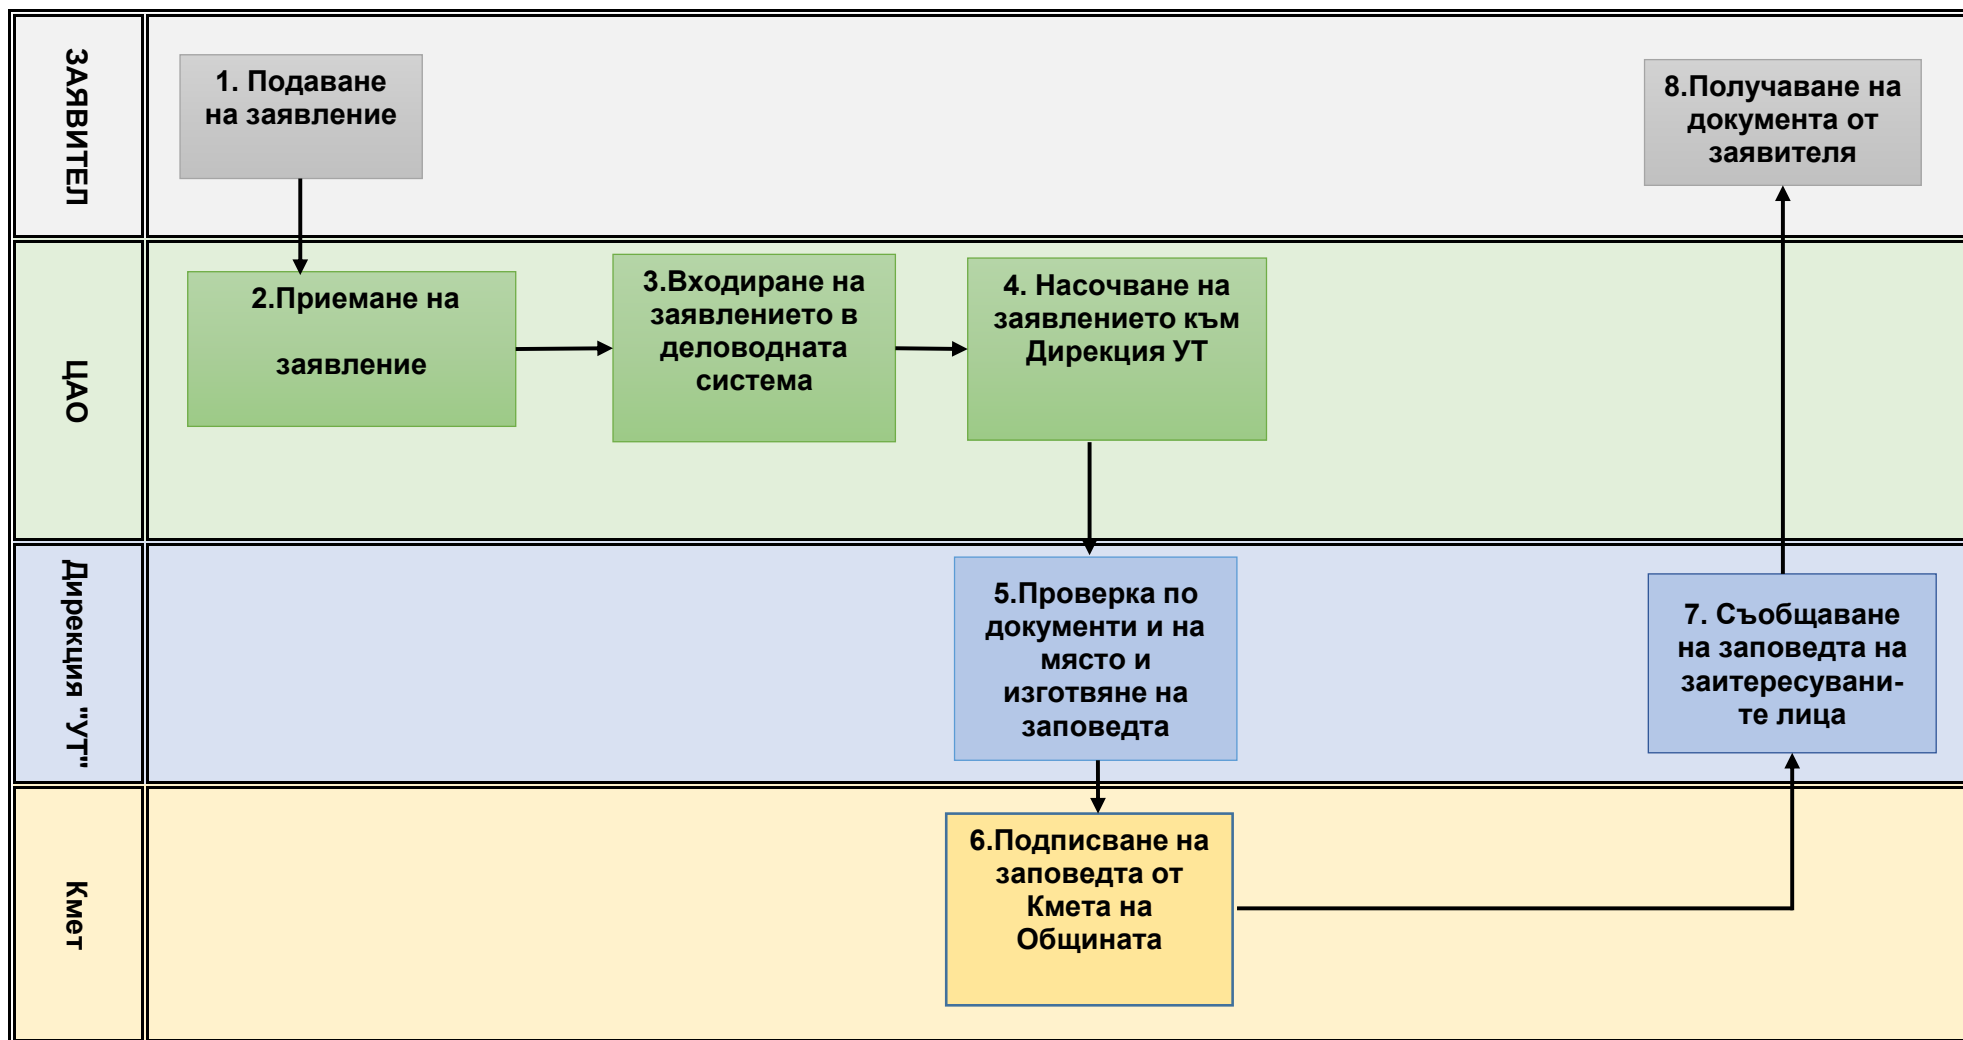 ЗАЯВИТЕЛ
1. Подаване
на заявление
8.Получаване на
документа от
заявителя
ЦАО
2.Приемане на
заявление
3.Входиране на
заявлението в
деловодната
система
4. Насочване на
заявлението към
Дирекция УТ
Дирекция "УТ"
5.Проверка по
документи и на
място и
изготвяне на
заповедта
7. Съобщаване
на заповедта на
заитересувани-
те лица
Кмет
6.Подписване на
заповедта от
Кмета на
Общината